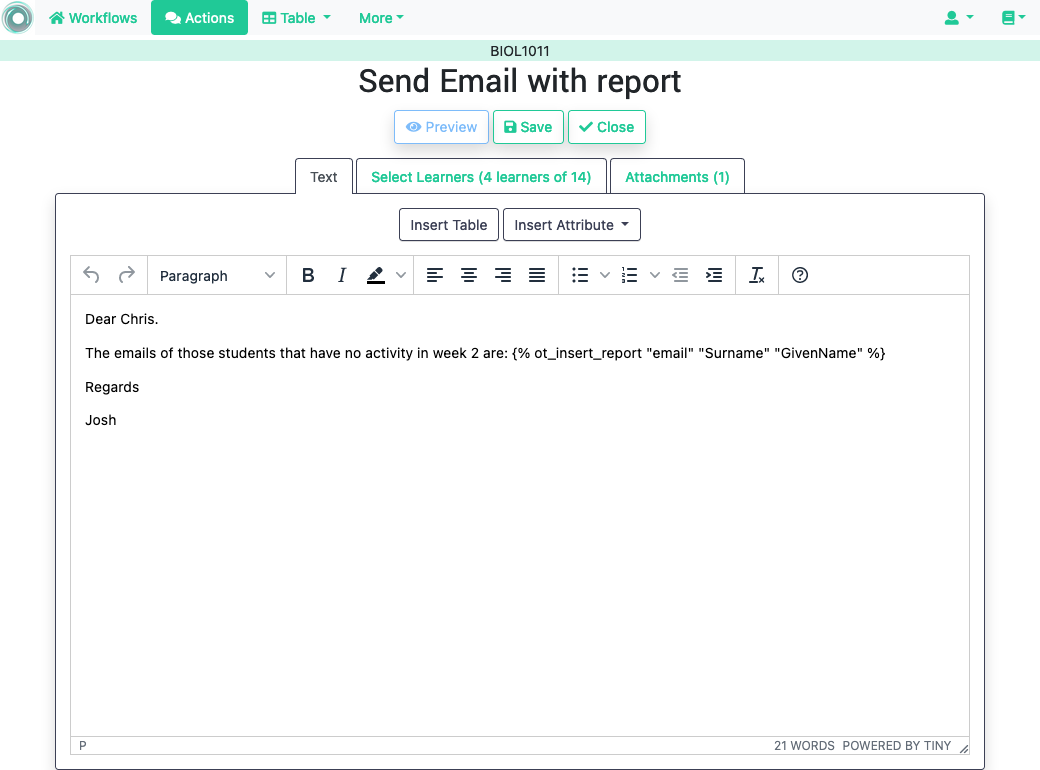 Workflows Actions Table More
BIOL1011
Send Email with report
Preview Save Close
Text Select Learners (4 learners of 14) Attachments (1)
Insert Table Insert Attribute
Paragraph B I
Dear Chris.
The emails of those students that have no activity in week 2 are: {% ot_insert_report "email" "Surname" "GivenName" %}
Regards
Josh
P 21 WORDS POWERED BY TINY